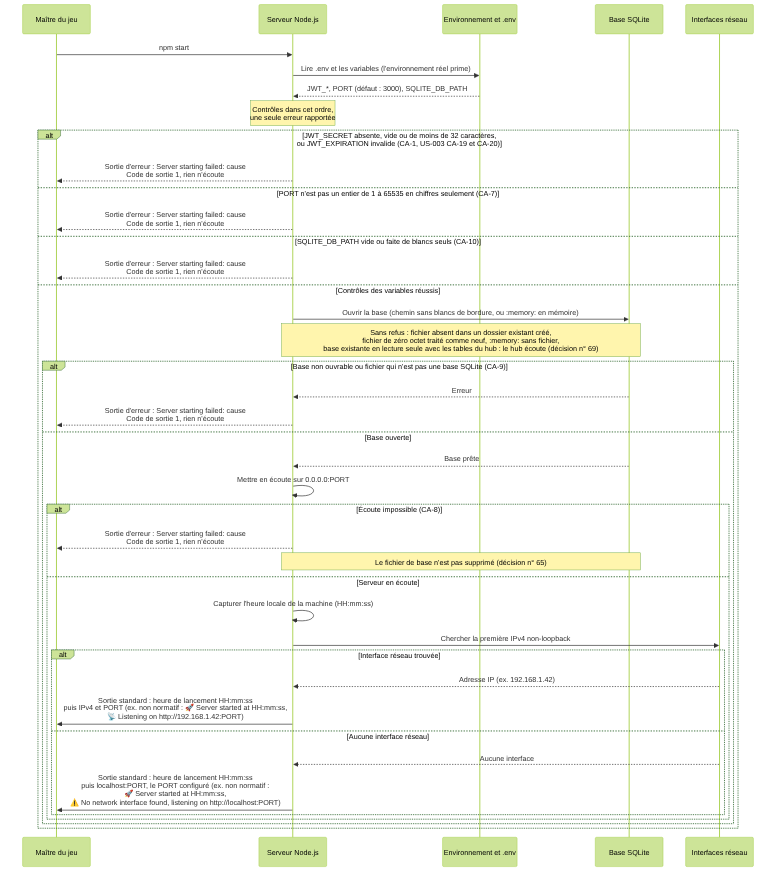 Maître du jeu
Serveur Node.js
Environnement et .env
Base SQLite
Interfaces réseau
npm start
Lire .env et les variables (l'environnement réel prime)
JWT_*, PORT (défaut : 3000), SQLITE_DB_PATH
Contrôles dans cet ordre,
une seule erreur rapportée
alt
[JWT_SECRET absente, vide ou de moins de 32 caractères,
ou JWT_EXPIRATION invalide (CA-1, US-003 CA-19 et CA-20)]
Sortie d'erreur : Server starting failed: cause
Code de sortie 1, rien n'écoute
[PORT n'est pas un entier de 1 à 65535 en chiffres seulement (CA-7)]
Sortie d'erreur : Server starting failed: cause
Code de sortie 1, rien n'écoute
[SQLITE_DB_PATH vide ou faite de blancs seuls (CA-10)]
Sortie d'erreur : Server starting failed: cause
Code de sortie 1, rien n'écoute
[Contrôles des variables réussis]
Ouvrir la base (chemin sans blancs de bordure, ou :memory: en mémoire)
Sans refus : fichier absent dans un dossier existant créé,
fichier de zéro octet traité comme neuf, :memory: sans fichier,
base existante en lecture seule avec les tables du hub : le hub écoute (décision n° 69)
alt
[Base non ouvrable ou fichier qui n'est pas une base SQLite (CA-9)]
Erreur
Sortie d'erreur : Server starting failed: cause
Code de sortie 1, rien n'écoute
[Base ouverte]
Base prête
Mettre en écoute sur 0.0.0.0:PORT
alt
[Écoute impossible (CA-8)]
Sortie d'erreur : Server starting failed: cause
Code de sortie 1, rien n'écoute
Le fichier de base n'est pas supprimé (décision n° 65)
[Serveur en écoute]
Capturer l'heure locale de la machine (HH:mm:ss)
Chercher la première IPv4 non-loopback
alt
[Interface réseau trouvée]
Adresse IP (ex. 192.168.1.42)
Sortie standard : heure de lancement HH:mm:ss
puis IPv4 et PORT (ex. non normatif : 🚀 Server started at HH:mm:ss,
📡 Listening on http://192.168.1.42:PORT)
[Aucune interface réseau]
Aucune interface
Sortie standard : heure de lancement HH:mm:ss
puis localhost:PORT, le PORT configuré (ex. non normatif :
🚀 Server started at HH:mm:ss,
⚠️ No network interface found, listening on http://localhost:PORT)
Maître du jeu
Serveur Node.js
Environnement et .env
Base SQLite
Interfaces réseau